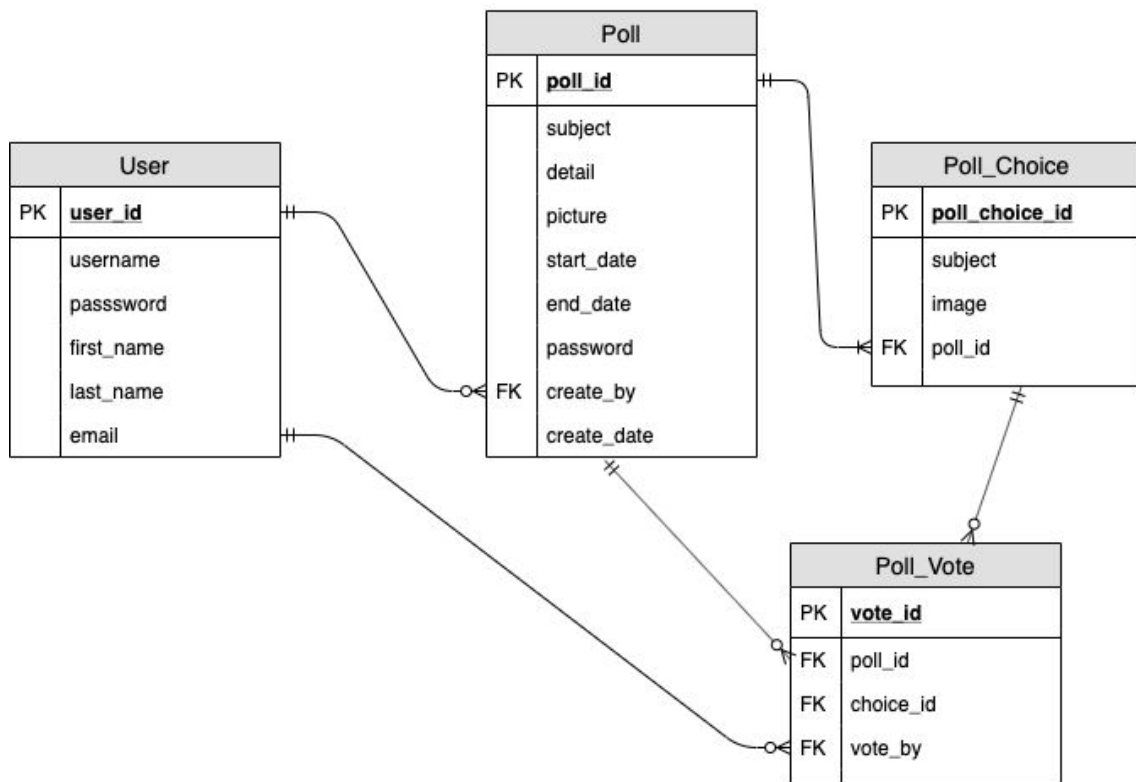 Poll
PK poll_id
subject
detail
picture
start_date
end_date
password
FK create_by
create_date
User
PK user_id
username
passsword
first_name
last_name
email
Poll_Choice
PK poll_choice_id
subject
image
FK poll_id
Poll_Vote
PK vote_id
FK poll_id
FK choice_id
FK vote_by